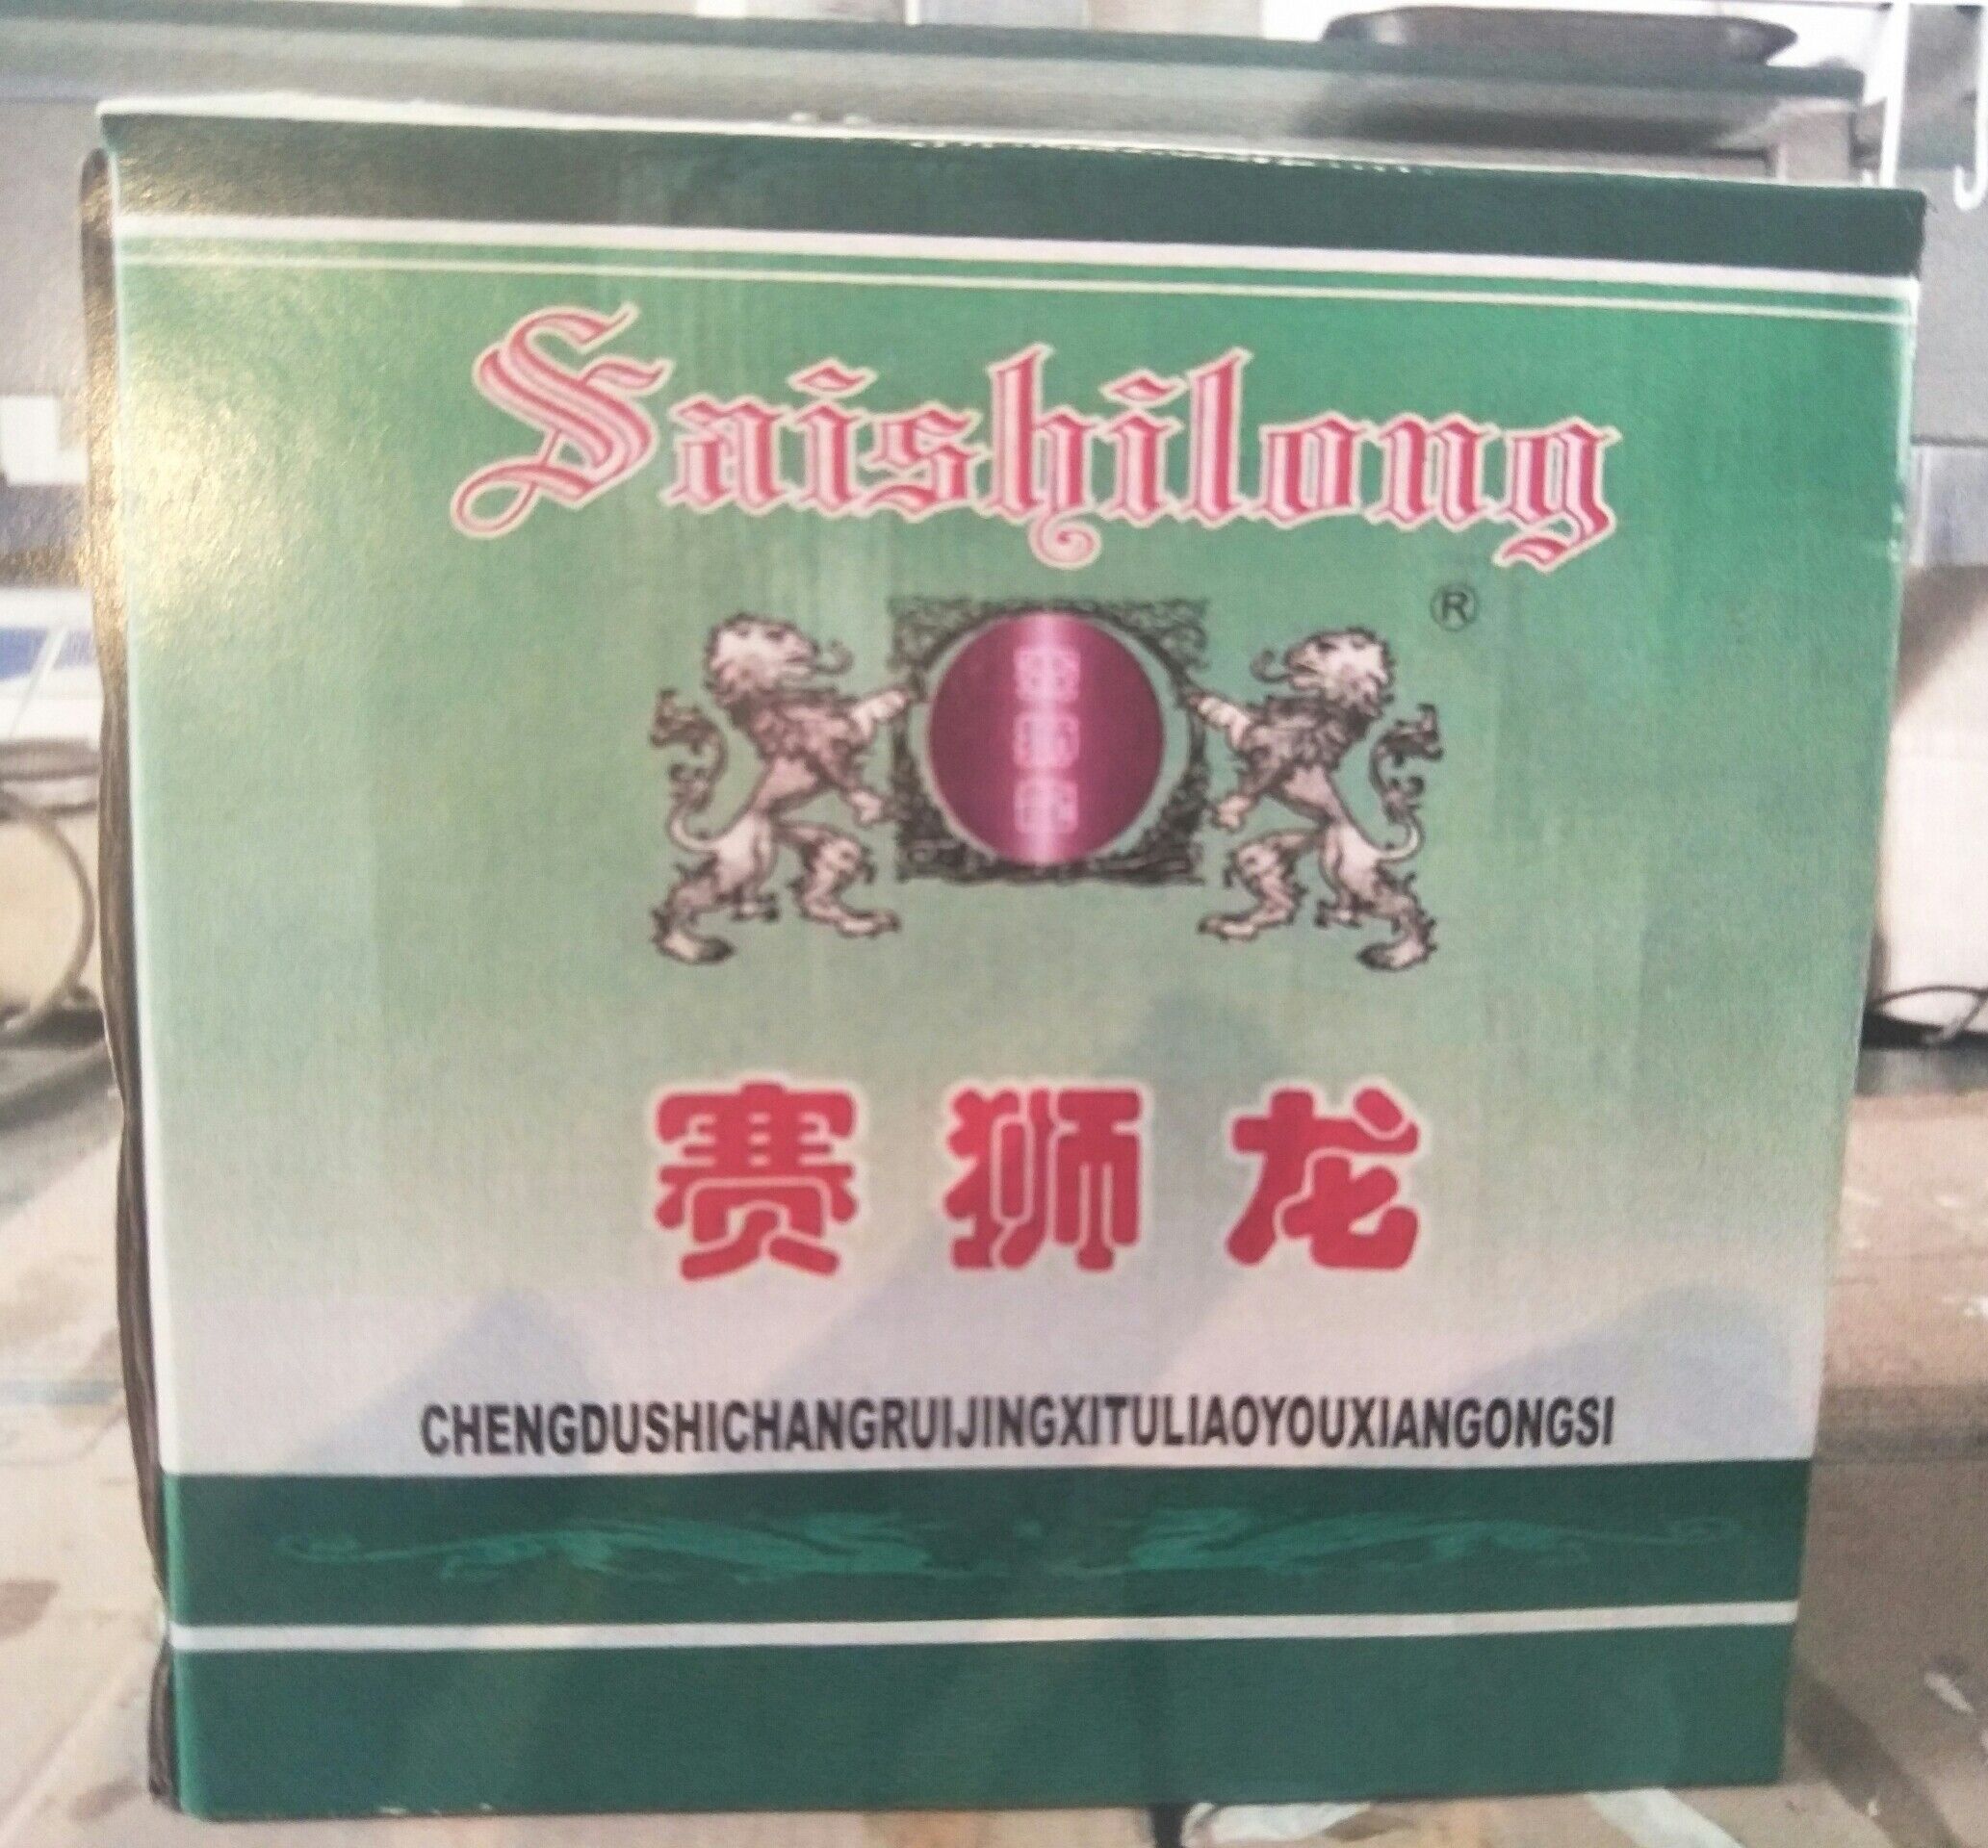 Saishilong
®
赛狮龙
CHENGDUSHICHANGRUIJINGXITULIAOYOUXIANGONGSI